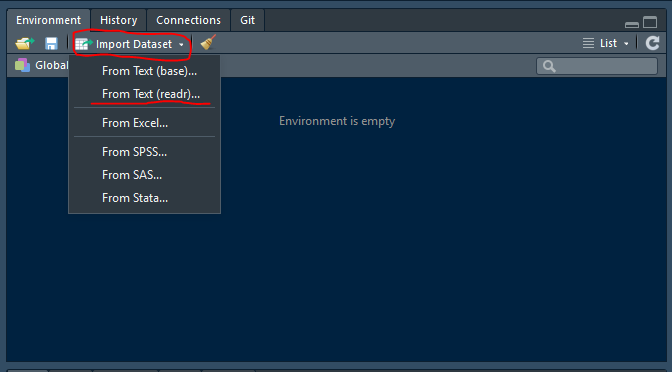 Environment History Connections Git
Import Dataset List
Global
From Text (base)...
From Text (readr)...
Environment is empty
From Excel...
From SPSS...
From SAS...
From Stata...